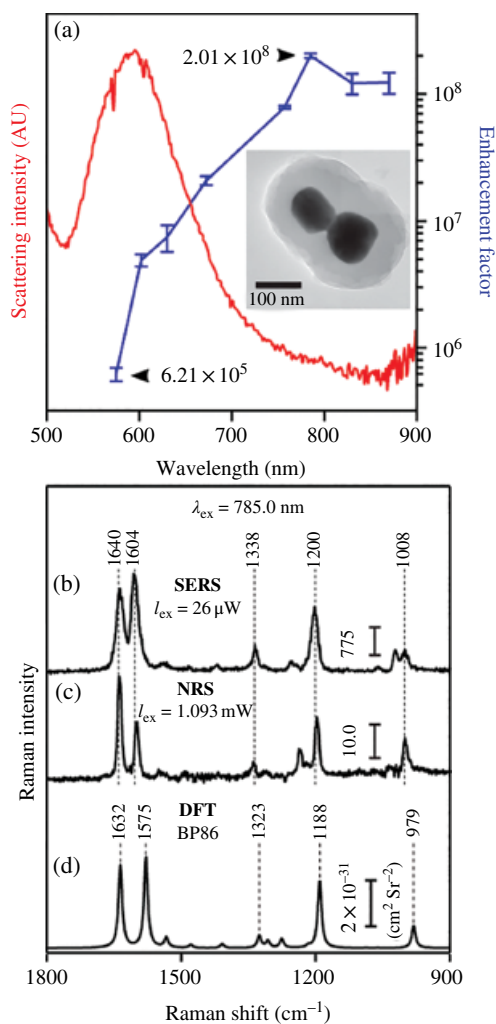 (a)
2.01 × 10⁸
10⁸
10⁷
10⁶
Scattering intensity (AU)
Enhancement factor
100 nm
6.21 × 10⁵
500
600
700
800
900
Wavelength (nm)
λex = 785.0 nm
1640
1604
1338
1200
1008
(b)
SERS
lex = 26 μW
775
(c)
NRS
lex = 1.093 mW
10.0
Raman intensity
DFT
BP86
1632
1575
1323
1188
979
(d)
2 × 10⁻³¹
(cm² Sr⁻²)
1800
1500
1200
900
Raman shift (cm⁻¹)